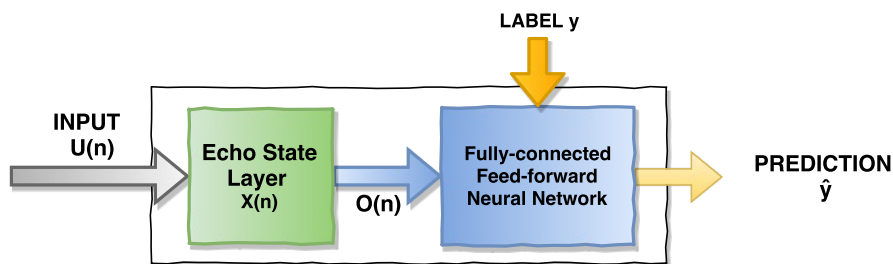 LABEL y
INPUT
U(n)
Echo State
Layer
X(n)
O(n)
Fully-connected
Feed-forward
Neural Network
PREDICTION
ŷ